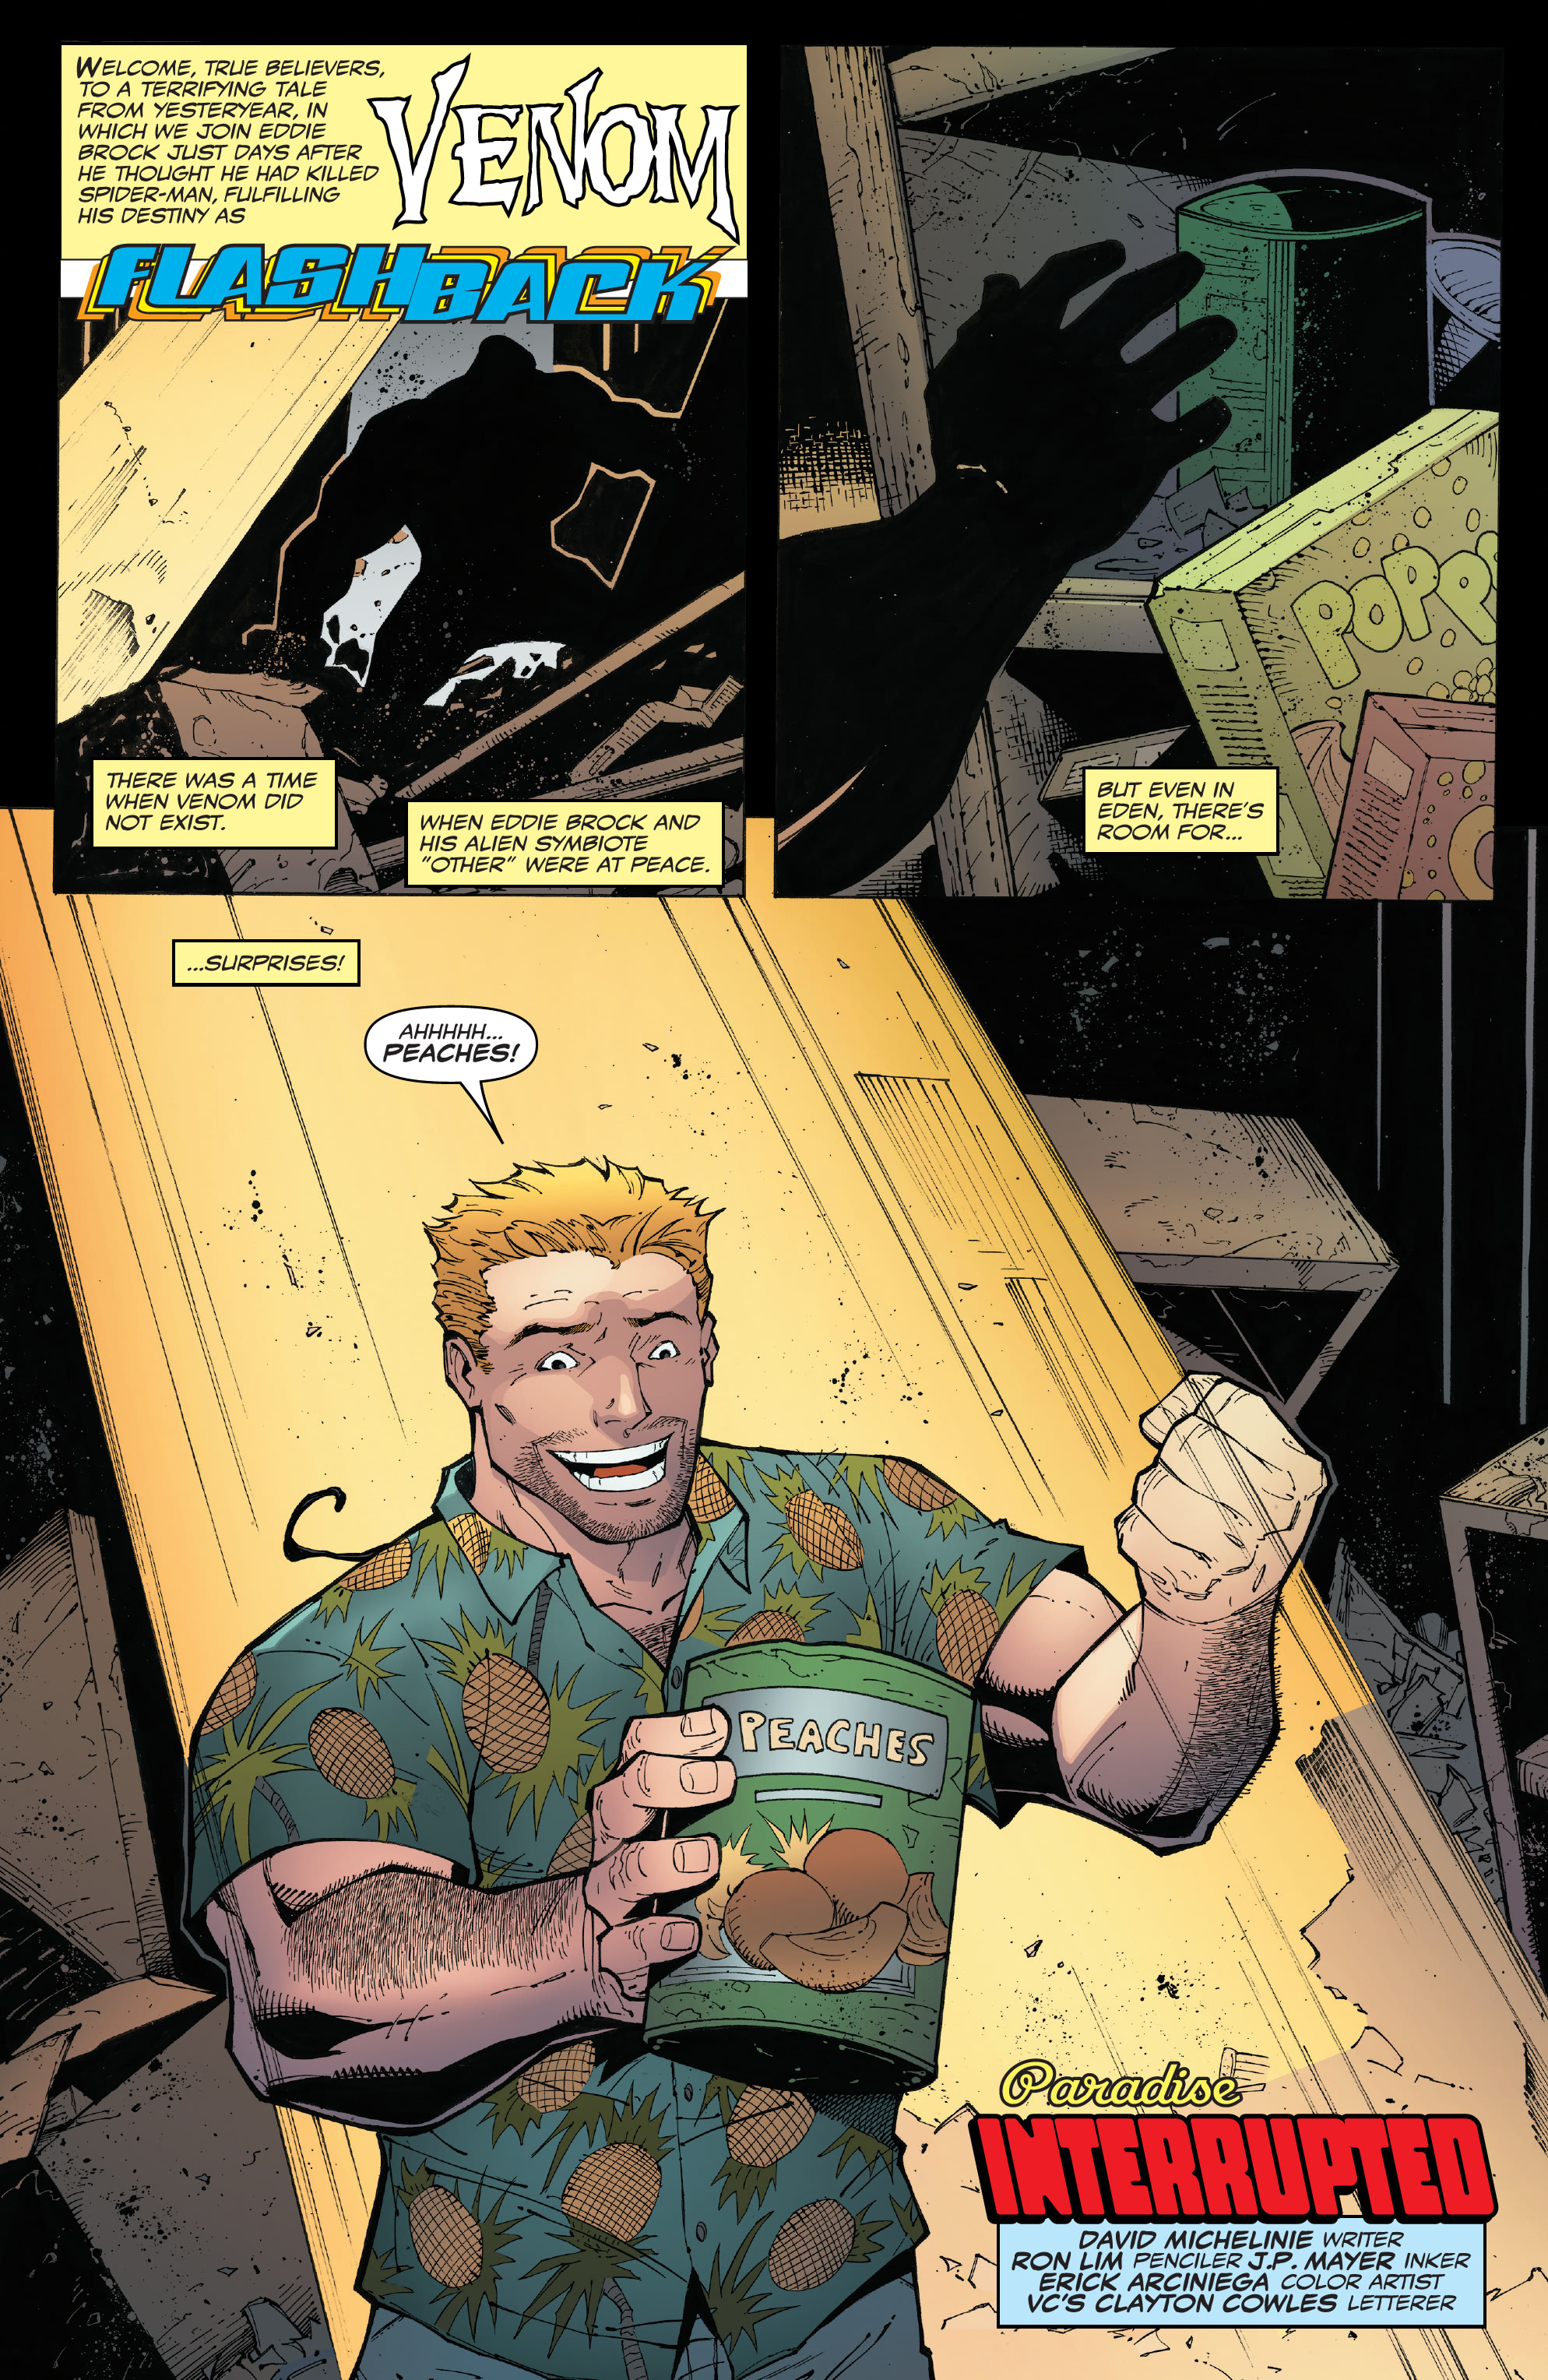 WELCOME, TRUE BELIEVERS,
TO A TERRIFYING TALE
FROM YESTERYEAR, IN
WHICH WE JOIN EDDIE
BROCK JUST DAYS AFTER
HE THOUGHT HE HAD KILLED
SPIDER-MAN, FULFILLING
HIS DESTINY AS
VENOM
FLASHBACK
THERE WAS A TIME
WHEN VENOM DID
NOT EXIST.
WHEN EDDIE BROCK AND
HIS ALIEN SYMBIOTE
"OTHER" WERE AT PEACE.
POPPS
BUT EVEN IN
EDEN, THERE'S
ROOM FOR...
...SURPRISES!
AHHHHH...
PEACHES!
PEACHES
Paradise
INTERRUPTED
DAVID MICHELINIE WRITER
RON LIM PENCILER J.P. MAYER INKER
ERICK ARCINIEGA COLOR ARTIST
VC'S CLAYTON COWLES LETTERER